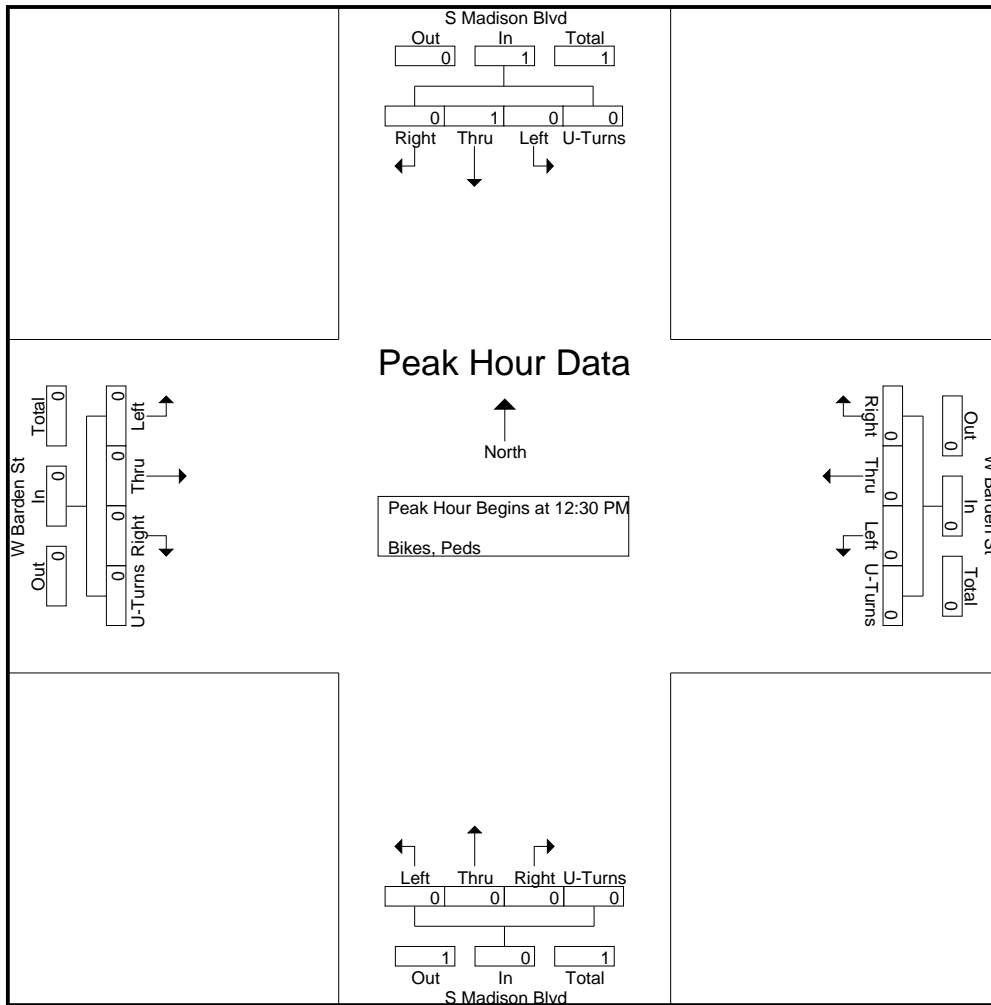 S Madison Blvd
Out In Total
0 1 1
0 1 0 0
Right Thru Left U-Turns
Peak Hour Data
North
Peak Hour Begins at 12:30 PM
Bikes, Peds
W Barden St
Total In Out
0 0 0
0 0 0 0
Left Thru Right U-Turns
Right Thru Left U-Turns
0 0 0 0
Out In Total
0 0 0
W Barden St
Left Thru Right U-Turns
0 0 0 0
1 0 1
Out In Total
S Madison Blvd